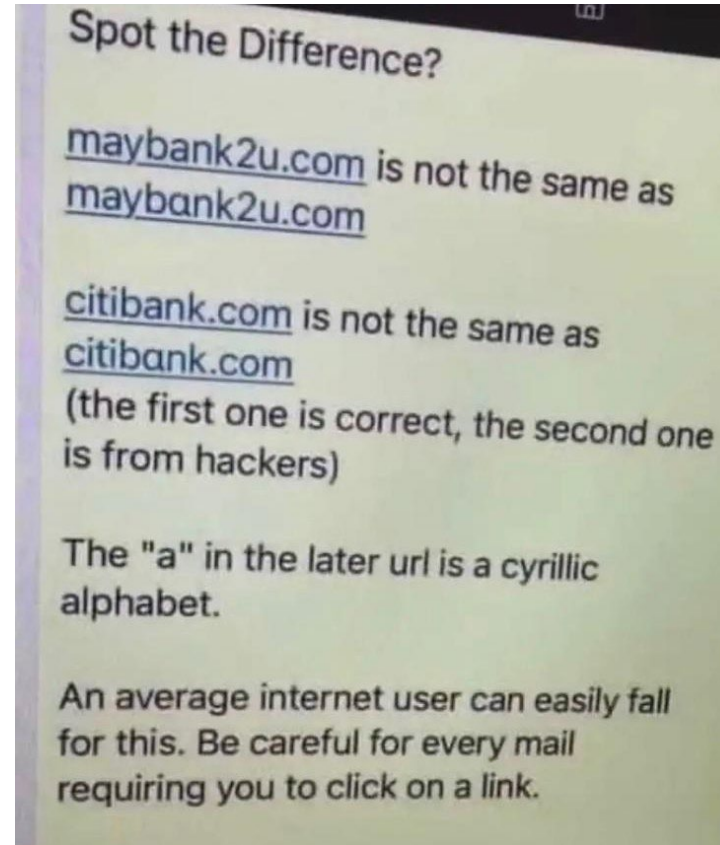 Spot the Difference?
maybank2u.com is not the same as
maybɑnk2u.com
citibank.com is not the same as
citibɑnk.com
(the first one is correct, the second one
is from hackers)
The "a" in the later url is a cyrillic
alphabet.
An average internet user can easily fall
for this. Be careful for every mail
requiring you to click on a link.